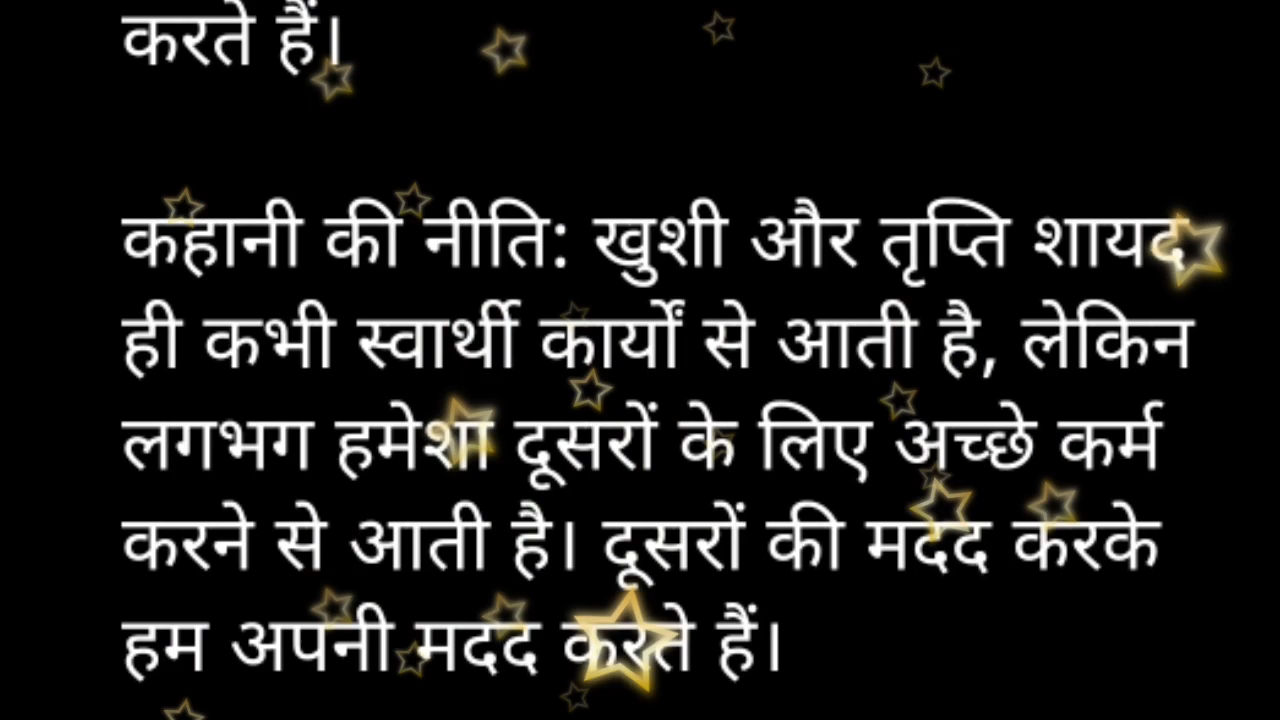 करते हैं।
कहानी की नीति: खुशी और तृप्ति शायद
ही कभी स्वार्थी कार्यों से आती है, लेकिन
लगभग हमेशा दूसरों के लिए अच्छे कर्म
करने से आती है। दूसरों की मदद करके
हम अपनी मदद करते हैं।